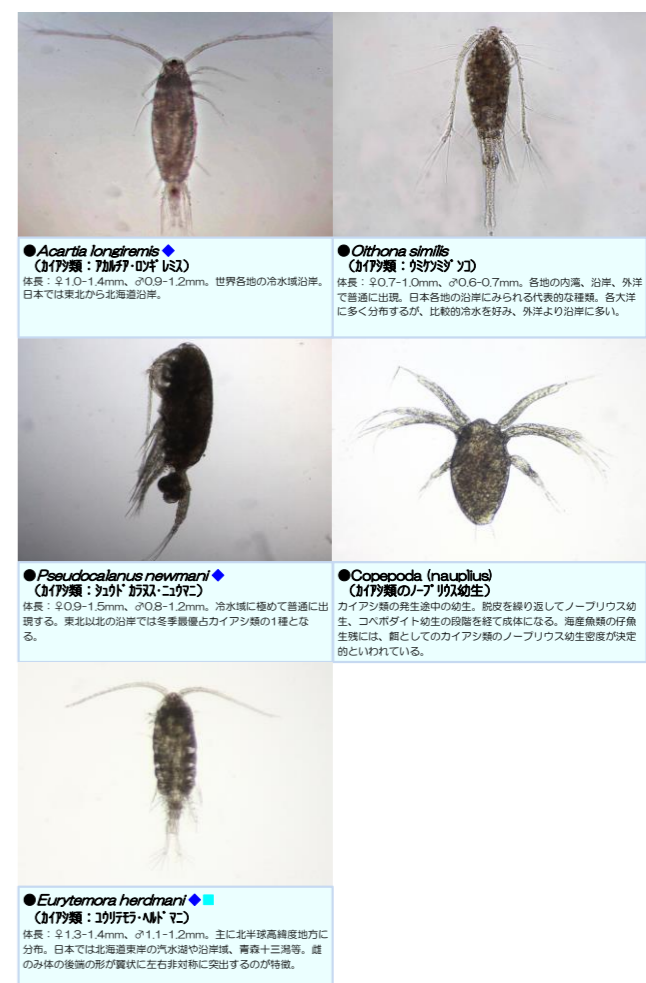 ●Acartia longiremis ◆
（ｶｲｱｼ類：ｱｶﾙﾁｱ・ﾛﾝｷﾞﾚﾐｽ）
体長：♀1.0-1.4mm、♂0.9-1.2mm。世界各地の冷水域沿岸。
日本では東北から北海道沿岸。
●Oithona similis
（ｶｲｱｼ類：ｳﾐｹﾝﾐｼﾞﾝｺ）
体長：♀0.7-1.0mm、♂0.6-0.7mm。各地の内湾、沿岸、外洋
で普通に出現。日本各地の沿岸にみられる代表的な種類。各大洋
に多く分布するが、比較的冷水を好み、外洋より沿岸に多い。
●Pseudocalanus newmani ◆
（ｶｲｱｼ類：ｼｭｳﾄﾞｶﾗﾇｽ・ﾆｭｳﾏﾆ）
体長：♀0.9-1.5mm、♂0.8-1.2mm。冷水域に極めて普通に出
現する。東北以北の沿岸では冬季最優占カイアシ類の1種とな
る。
●Copepoda (nauplius)
（ｶｲｱｼ類のﾉｰﾌﾟﾘｳｽ幼生）
カイアシ類の発生途中の幼生。脱皮を繰り返してノープリウス幼
生、コペポダイト幼生の段階を経て成体になる。海産魚類の仔魚
生残には、餌としてのカイアシ類のノープリウス幼生密度が決定
的といわれている。
●Eurytemora herdmani ◆■
（ｶｲｱｼ類：ﾕｳﾘﾃﾓﾗ・ﾍﾙﾄﾞﾏﾆ）
体長：♀1.3-1.4mm、♂1.1-1.2mm。主に北半球高緯度地方に
分布。日本では北海道東岸の汽水湖や沿岸域、青森十三潟等。雌
のみ体の後端の形が翼状に左右非対称に突出するのが特徴。